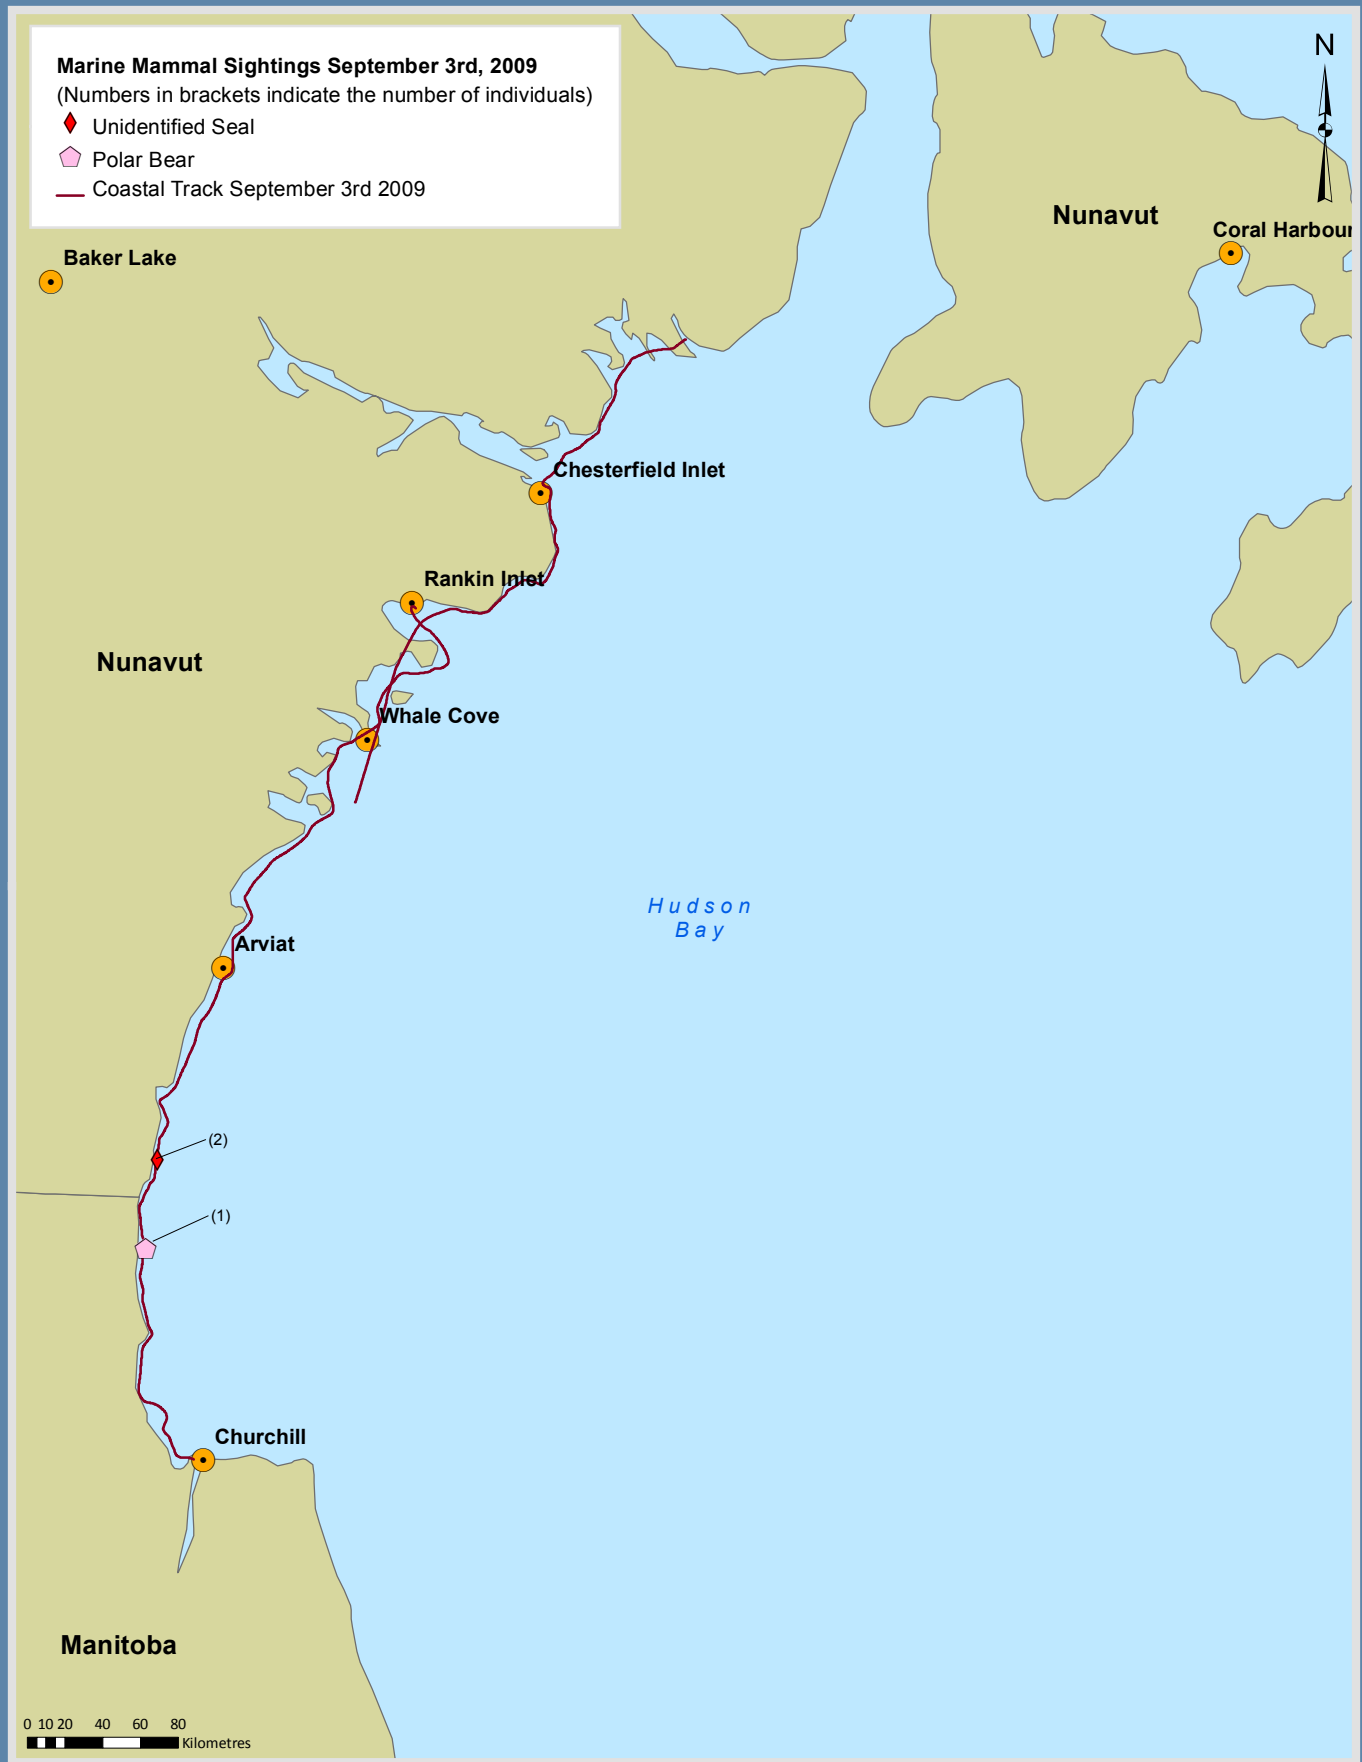 Marine Mammal Sightings September 3rd, 2009
(Numbers in brackets indicate the number of individuals)
Unidentified Seal
Polar Bear
Coastal Track September 3rd 2009
N
Nunavut
Coral Harbour
Baker Lake
Chesterfield Inlet
Rankin Inlet
Nunavut
Whale Cove
Hudson
Bay
Arviat
(2)
(1)
Churchill
Manitoba
0 10 20 40 60 80
Kilometres